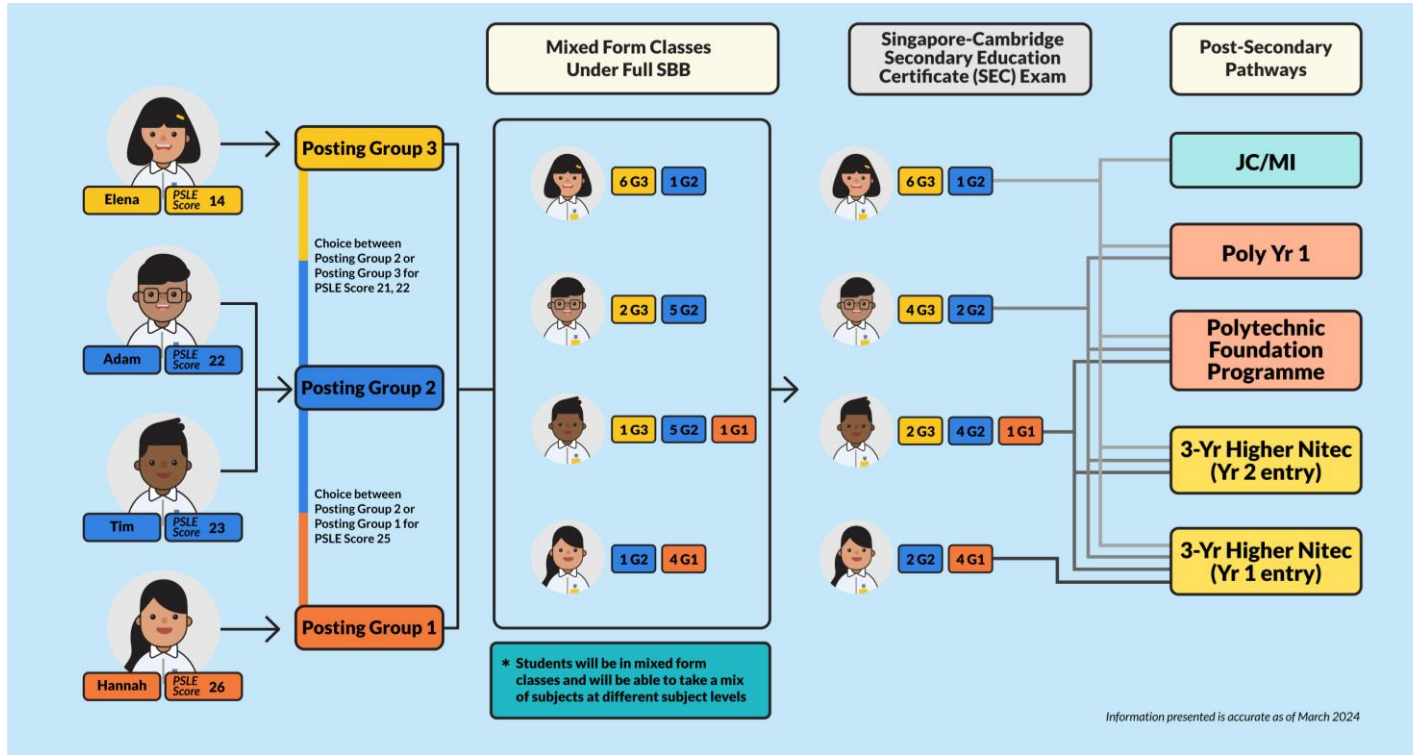 Mixed Form Classes
Under Full SBB
Singapore-Cambridge
Secondary Education
Certificate (SEC) Exam
Post-Secondary
Pathways
Elena
PSLE
Score 14
Adam
PSLE
Score 22
Tim
PSLE
Score 23
Hannah
PSLE
Score 26
Posting Group 3
Choice between
Posting Group 2 or
Posting Group 3 for
PSLE Score 21, 22
Posting Group 2
Choice between
Posting Group 2 or
Posting Group 1 for
PSLE Score 25
Posting Group 1
6 G3 1 G2
2 G3 5 G2
1 G3 5 G2 1 G1
1 G2 4 G1
* Students will be in mixed form
classes and will be able to take a mix
of subjects at different subject levels
6 G3 1 G2
4 G3 2 G2
2 G3 4 G2 1 G1
2 G2 4 G1
JC/MI
Poly Yr 1
Polytechnic
Foundation
Programme
3-Yr Higher Nitec
(Yr 2 entry)
3-Yr Higher Nitec
(Yr 1 entry)
Information presented is accurate as of March 2024